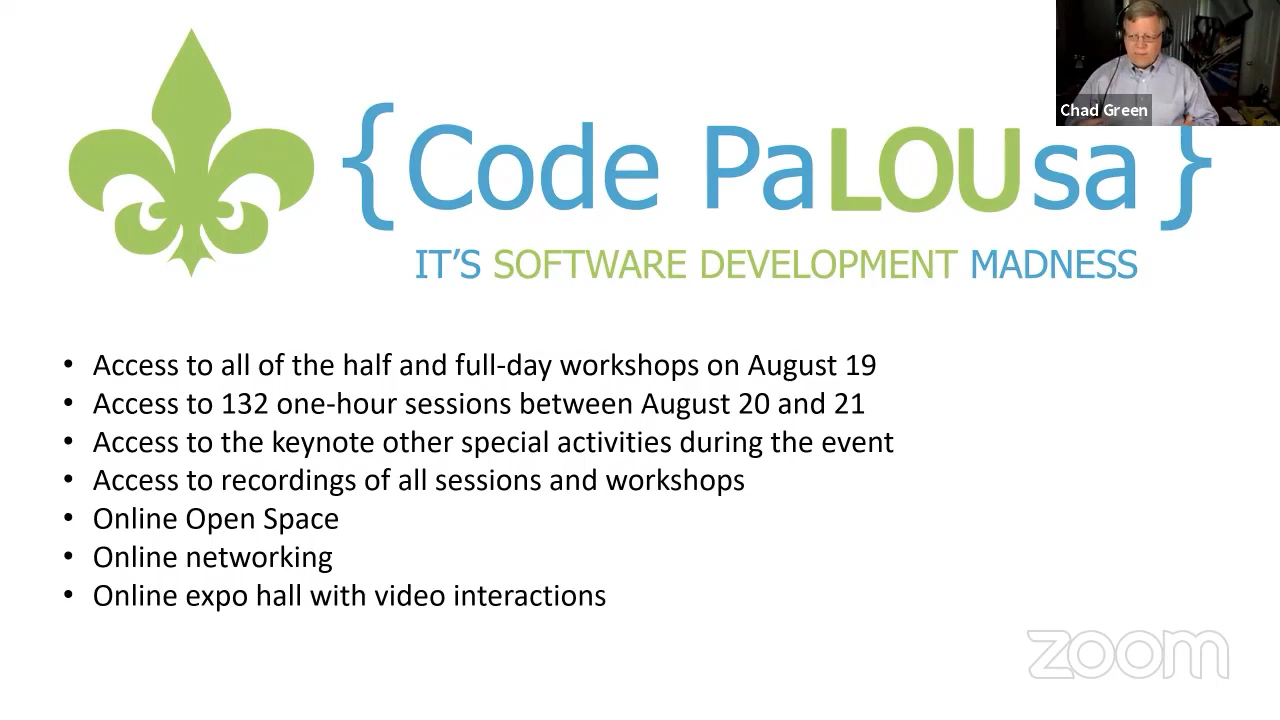 Chad Green
{Code PaLOUsa}
IT’S SOFTWARE DEVELOPMENT MADNESS
• Access to all of the half and full-day workshops on August 19
• Access to 132 one-hour sessions between August 20 and 21
• Access to the keynote other special activities during the event
• Access to recordings of all sessions and workshops
• Online Open Space
• Online networking
• Online expo hall with video interactions
zoom